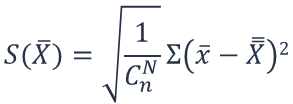 S(X̄) = √(1/C_n^N Σ(x̄ − X̿)²)